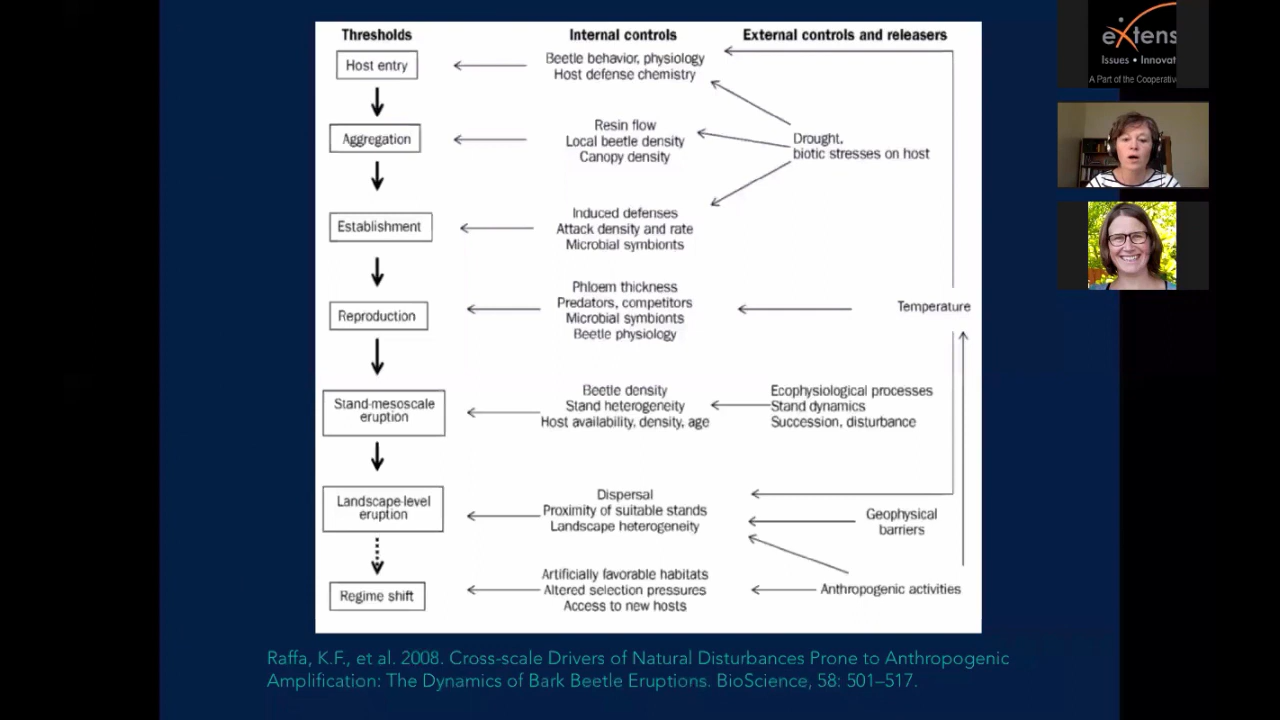 Thresholds
Internal controls
External controls and releasers
Host entry
Beetle behavior, physiology
Host defense chemistry
Aggregation
Resin flow
Local beetle density
Canopy density
Drought,
biotic stresses on host
Establishment
Induced defenses
Attack density and rate
Microbial symbionts
Reproduction
Phloem thickness
Predators, competitors
Microbial symbionts
Beetle physiology
Temperature
Stand-mesoscale
eruption
Beetle density
Stand heterogeneity
Host availability, density, age
Ecophysiological processes
Stand dynamics
Succession, disturbance
Landscape-level
eruption
Dispersal
Proximity of suitable stands
Landscape heterogeneity
Geophysical
barriers
Regime shift
Artificially favorable habitats
Altered selection pressures
Access to new hosts
Anthropogenic activities
Raffa, K.F., et al. 2008. Cross-scale Drivers of Natural Disturbances Prone to Anthropogenic
Amplification: The Dynamics of Bark Beetle Eruptions. BioScience, 58: 501–517.
eXtens
Issues • Innovat
A Part of the Cooperativ